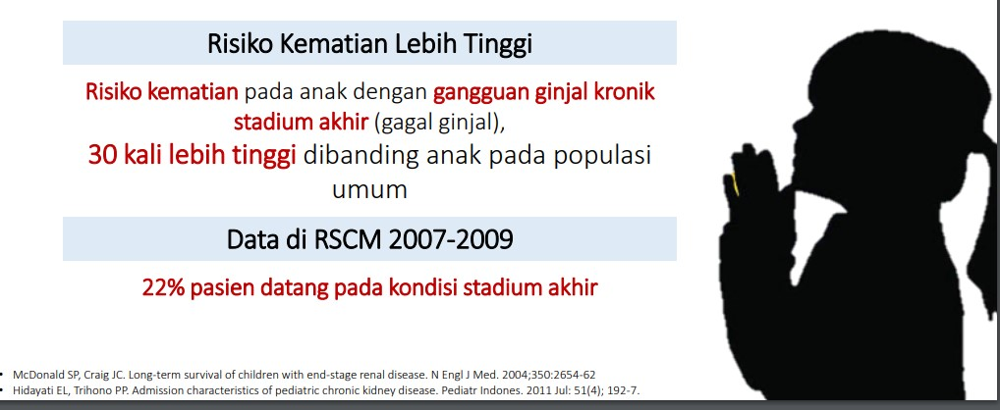 Risiko Kematian Lebih Tinggi
Risiko kematian pada anak dengan gangguan ginjal kronik
stadium akhir (gagal ginjal),
30 kali lebih tinggi dibanding anak pada populasi
umum
Data di RSCM 2007-2009
22% pasien datang pada kondisi stadium akhir
• McDonald SP, Craig JC. Long-term survival of children with end-stage renal disease. N Engl J Med. 2004;350:2654-62
• Hidayati EL, Trihono PP. Admission characteristics of pediatric chronic kidney disease. Pediatr Indones. 2011 Jul: 51(4); 192-7.